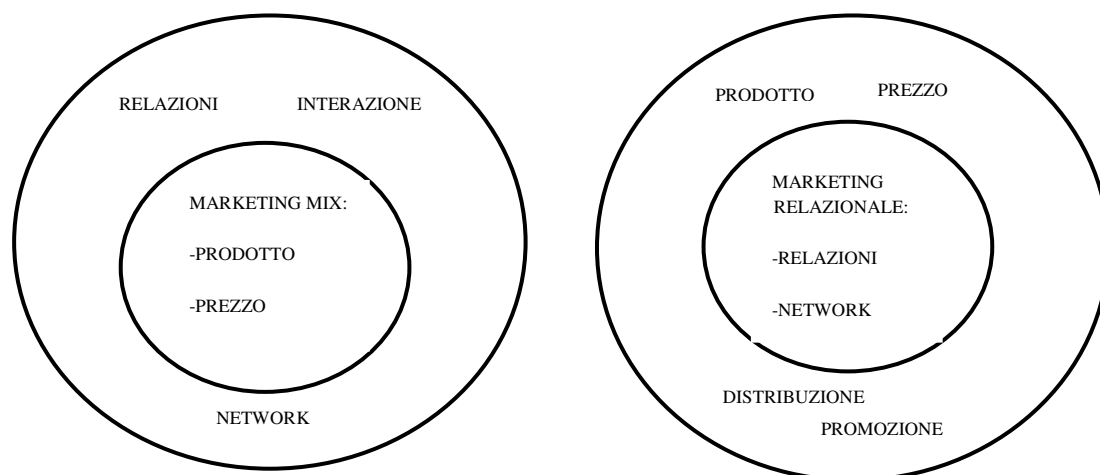 RELAZIONI INTERAZIONE
MARKETING MIX:
-PRODOTTO
-PREZZO
NETWORK
PRODOTTO PREZZO
MARKETING
RELAZIONALE:
-RELAZIONI
-NETWORK
DISTRIBUZIONE
PROMOZIONE